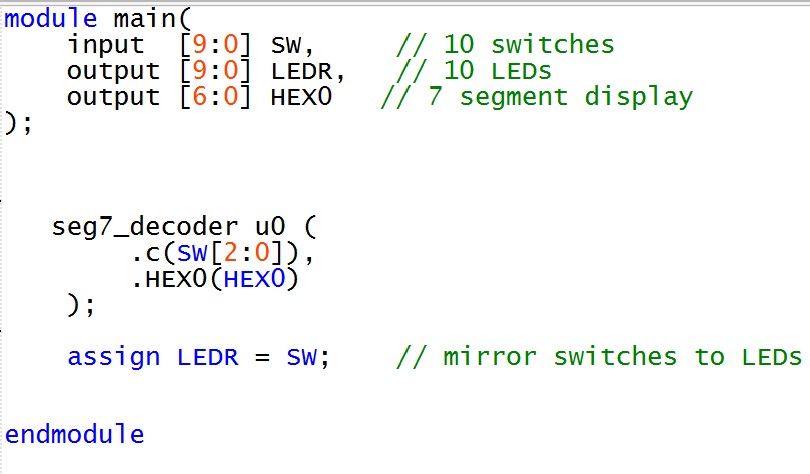 module main(
    input  [9:0] SW,     // 10 switches
    output [9:0] LEDR,   // 10 LEDs
    output [6:0] HEX0   // 7 segment display
);
   seg7_decoder u0 (
        .c(SW[2:0]),
        .HEX0(HEX0)
    );
    assign LEDR = SW;    // mirror switches to LEDs
endmodule